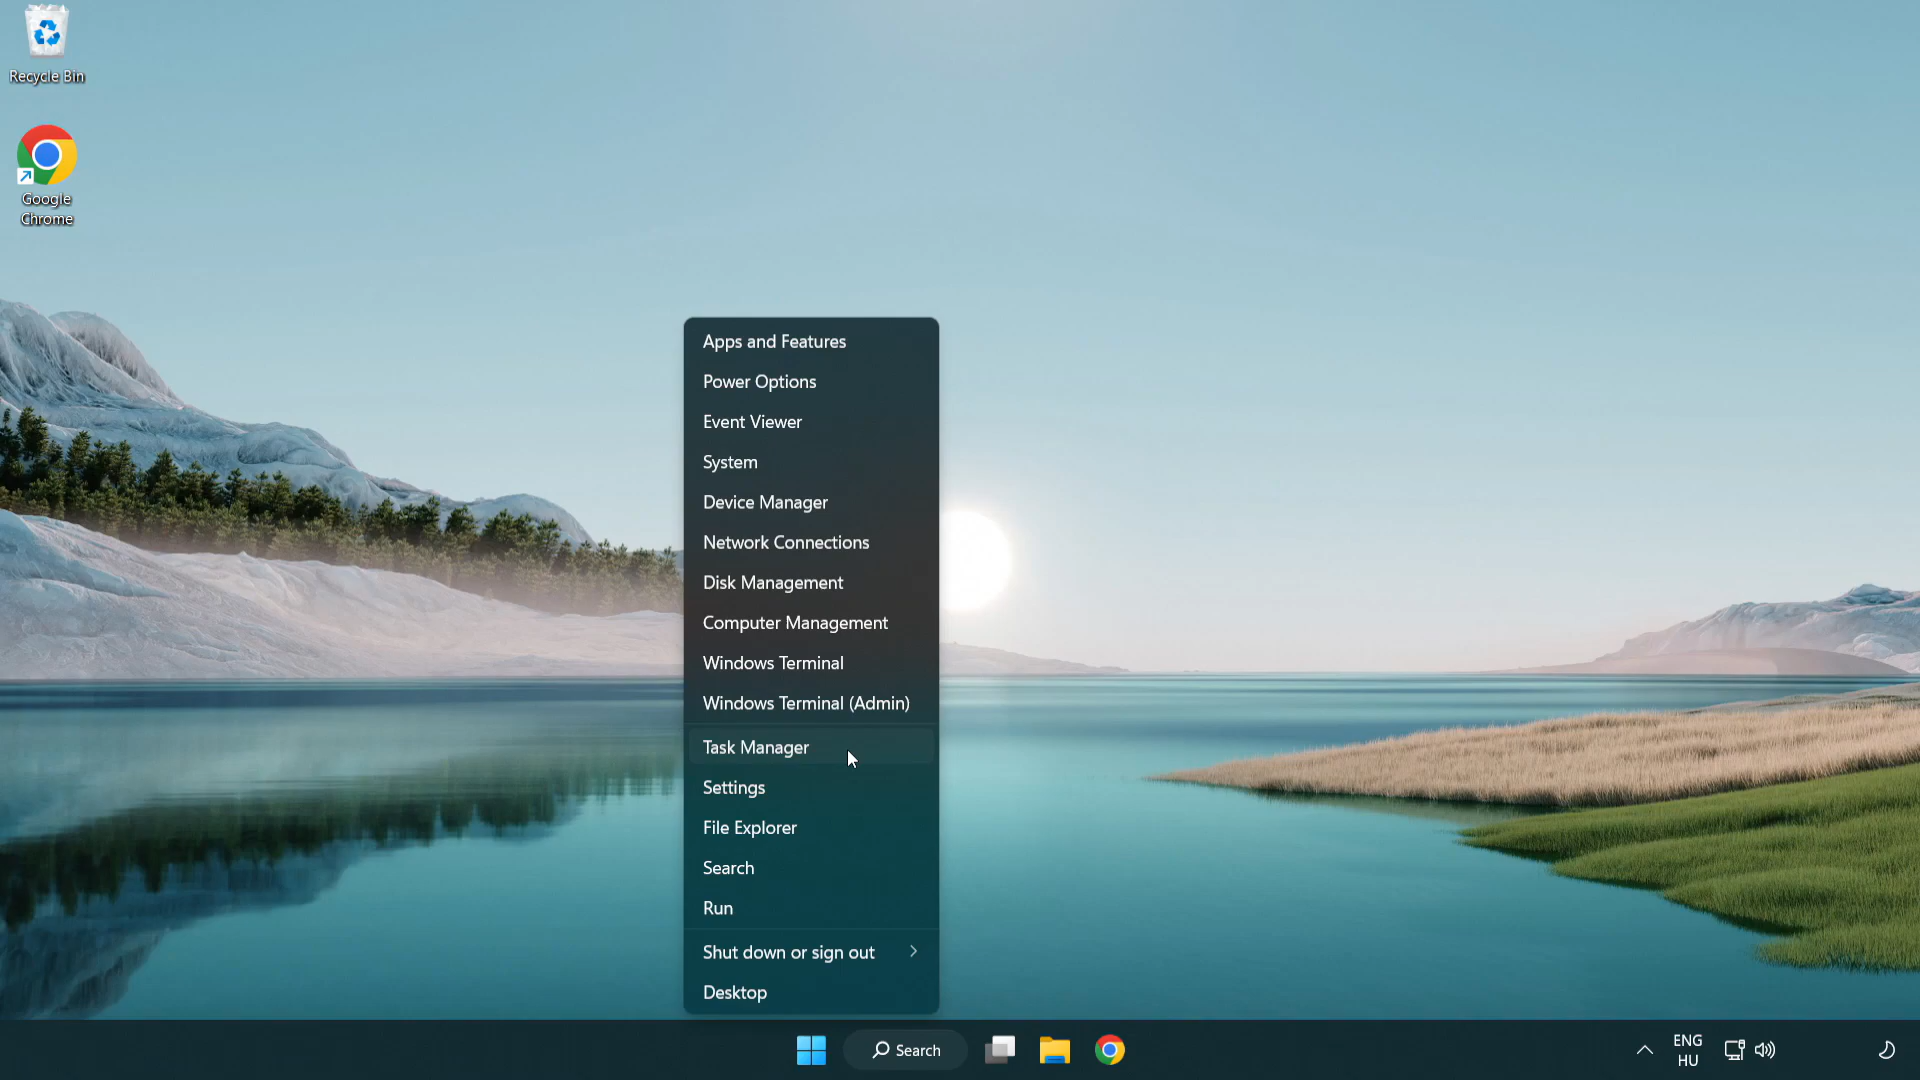 Recycle Bin
Google
Chrome
Apps and Features
Power Options
Event Viewer
System
Device Manager
Network Connections
Disk Management
Computer Management
Windows Terminal
Windows Terminal (Admin)
Task Manager
Settings
File Explorer
Search
Run
Shut down or sign out
Desktop
Search
ENG
HU